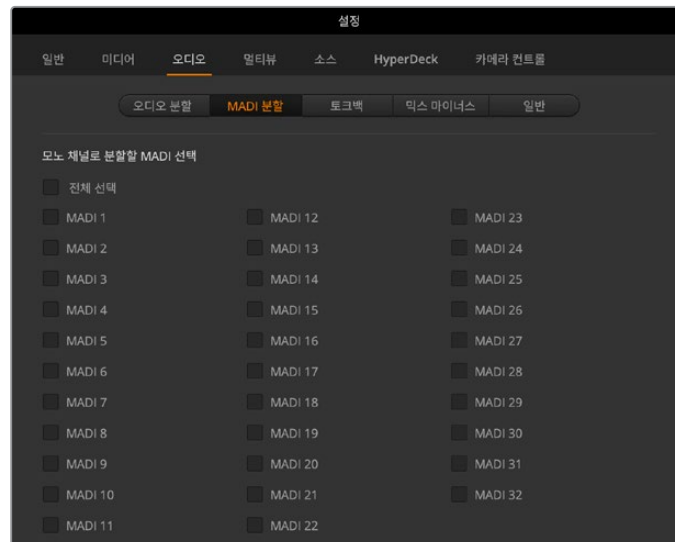 설정
일반 미디어 오디오 멀티뷰 소스 HyperDeck 카메라 컨트롤
오디오 분할 MADI 분할 토크백 믹스 마이너스 일반
모노 채널로 분할할 MADI 선택
전체 선택
MADI 1 MADI 12 MADI 23
MADI 2 MADI 13 MADI 24
MADI 3 MADI 14 MADI 25
MADI 4 MADI 15 MADI 26
MADI 5 MADI 16 MADI 27
MADI 6 MADI 17 MADI 28
MADI 7 MADI 18 MADI 29
MADI 8 MADI 19 MADI 30
MADI 9 MADI 20 MADI 31
MADI 10 MADI 21 MADI 32
MADI 11 MADI 22